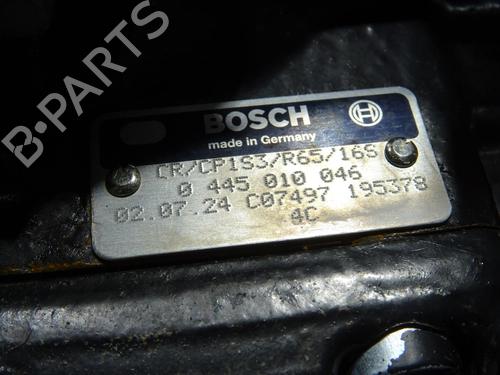 B-PARTS
BOSCH
made in Germany
CR/CP1S3/R65/16S
0 445 010 046
02.07.24 C07497 195378
4C